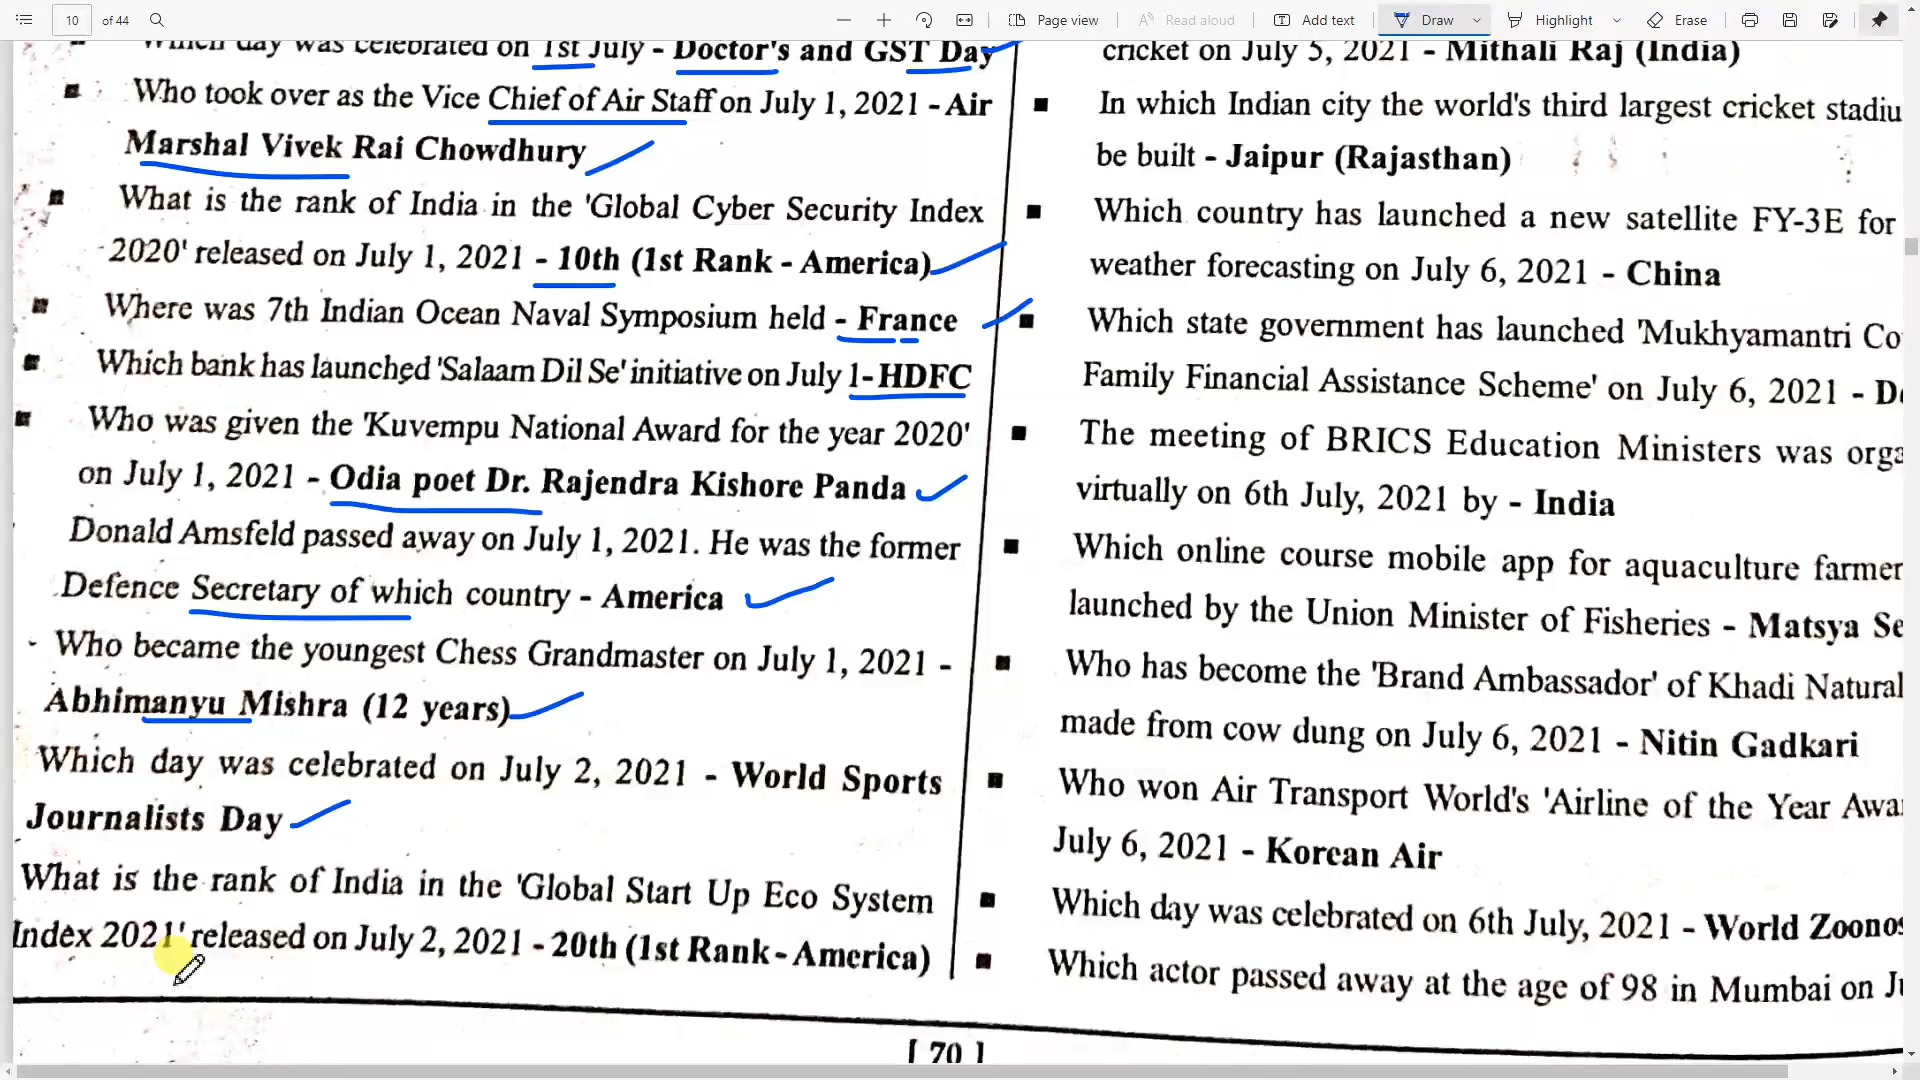 10 of 44
Page view
Read aloud
Add text
Draw
Highlight
Erase
Which day was celebrated on 1st July - Doctor's and GST Day
Who took over as the Vice Chief of Air Staff on July 1, 2021 - Air
Marshal Vivek Rai Chowdhury
What is the rank of India in the 'Global Cyber Security Index
2020' released on July 1, 2021 - 10th (1st Rank - America)
Where was 7th Indian Ocean Naval Symposium held - France
Which bank has launched 'Salaam Dil Se' initiative on July 1- HDFC
Who was given the 'Kuvempu National Award for the year 2020'
on July 1, 2021 - Odia poet Dr. Rajendra Kishore Panda
Donald Amsfeld passed away on July 1, 2021. He was the former
Defence Secretary of which country - America
Who became the youngest Chess Grandmaster on July 1, 2021 -
Abhimanyu Mishra (12 years)
Which day was celebrated on July 2, 2021 - World Sports
Journalists Day
What is the rank of India in the 'Global Start Up Eco System
Index 2021' released on July 2, 2021 - 20th (1st Rank - America)
cricket on July 5, 2021 - Mithali Raj (India)
In which Indian city the world's third largest cricket stadiu
be built - Jaipur (Rajasthan)
Which country has launched a new satellite FY-3E for
weather forecasting on July 6, 2021 - China
Which state government has launched 'Mukhyamantri Co
Family Financial Assistance Scheme' on July 6, 2021 - D
The meeting of BRICS Education Ministers was orga
virtually on 6th July, 2021 by - India
Which online course mobile app for aquaculture farmer
launched by the Union Minister of Fisheries - Matsya Se
Who has become the 'Brand Ambassador' of Khadi Natural
made from cow dung on July 6, 2021 - Nitin Gadkari
Who won Air Transport World's 'Airline of the Year Awa
July 6, 2021 - Korean Air
Which day was celebrated on 6th July, 2021 - World Zoonos
Which actor passed away at the age of 98 in Mumbai on Ju
[ 70 ]